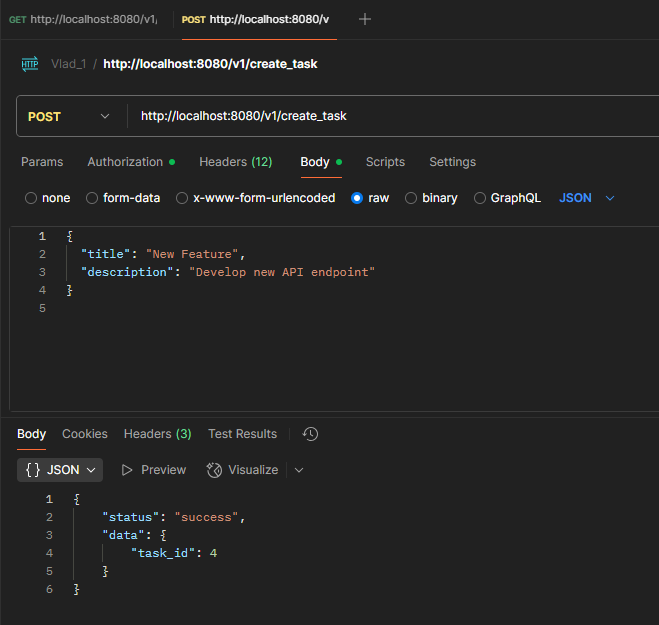 GET http://localhost:8080/v1, POST http://localhost:8080/v
HTTP Vlad_1 / http://localhost:8080/v1/create_task
POST http://localhost:8080/v1/create_task
Params Authorization Headers (12) Body Scripts Settings
none form-data x-www-form-urlencoded raw binary GraphQL JSON
1 {
2 "title": "New Feature",
3 "description": "Develop new API endpoint"
4 }
5
Body Cookies Headers (3) Test Results
{} JSON Preview Visualize
1 {
2 "status": "success",
3 "data": {
4 "task_id": 4
5 }
6 }